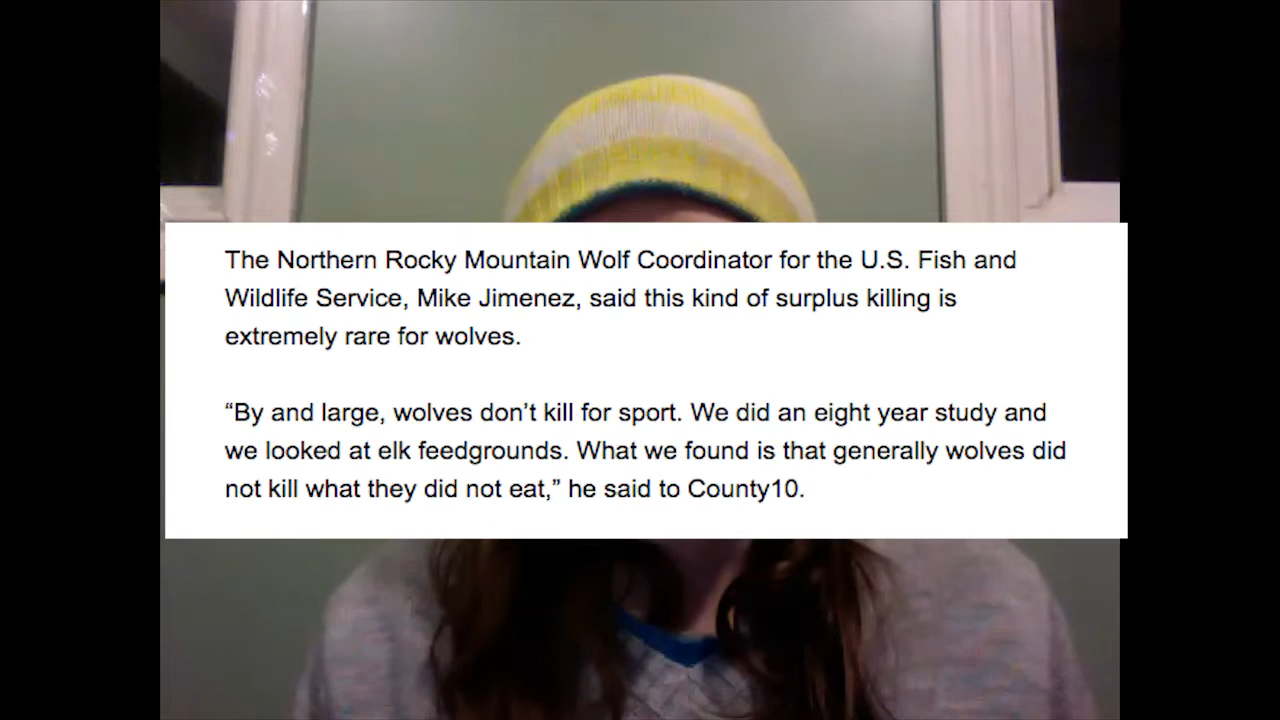 The Northern Rocky Mountain Wolf Coordinator for the U.S. Fish and
Wildlife Service, Mike Jimenez, said this kind of surplus killing is
extremely rare for wolves.
“By and large, wolves don’t kill for sport. We did an eight year study and
we looked at elk feedgrounds. What we found is that generally wolves did
not kill what they did not eat,” he said to County10.